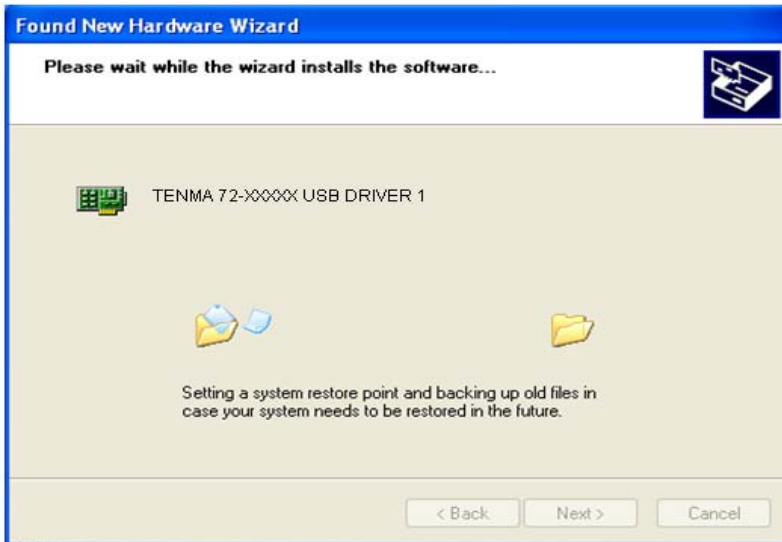 Found New Hardware Wizard
Please wait while the wizard installs the software...
TENMA 72-XXXXX USB DRIVER 1
Setting a system restore point and backing up old files in
case your system needs to be restored in the future.
< Back
Next >
Cancel